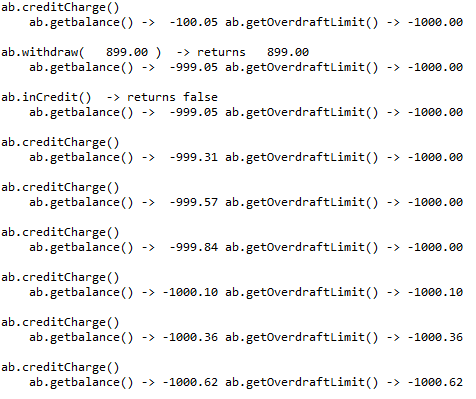 ab.creditCharge()
ab.getbalance() -> -100.05 ab.getOverdraftLimit() -> -1000.00
ab.withdraw( 899.00 ) -> returns 899.00
ab.getbalance() -> -999.05 ab.getOverdraftLimit() -> -1000.00
ab.inCredit() -> returns false
ab.getbalance() -> -999.05 ab.getOverdraftLimit() -> -1000.00
ab.creditCharge()
ab.getbalance() -> -999.31 ab.getOverdraftLimit() -> -1000.00
ab.creditCharge()
ab.getbalance() -> -999.57 ab.getOverdraftLimit() -> -1000.00
ab.creditCharge()
ab.getbalance() -> -999.84 ab.getOverdraftLimit() -> -1000.00
ab.creditCharge()
ab.getbalance() -> -1000.10 ab.getOverdraftLimit() -> -1000.10
ab.creditCharge()
ab.getbalance() -> -1000.36 ab.getOverdraftLimit() -> -1000.36
ab.creditCharge()
ab.getbalance() -> -1000.62 ab.getOverdraftLimit() -> -1000.62